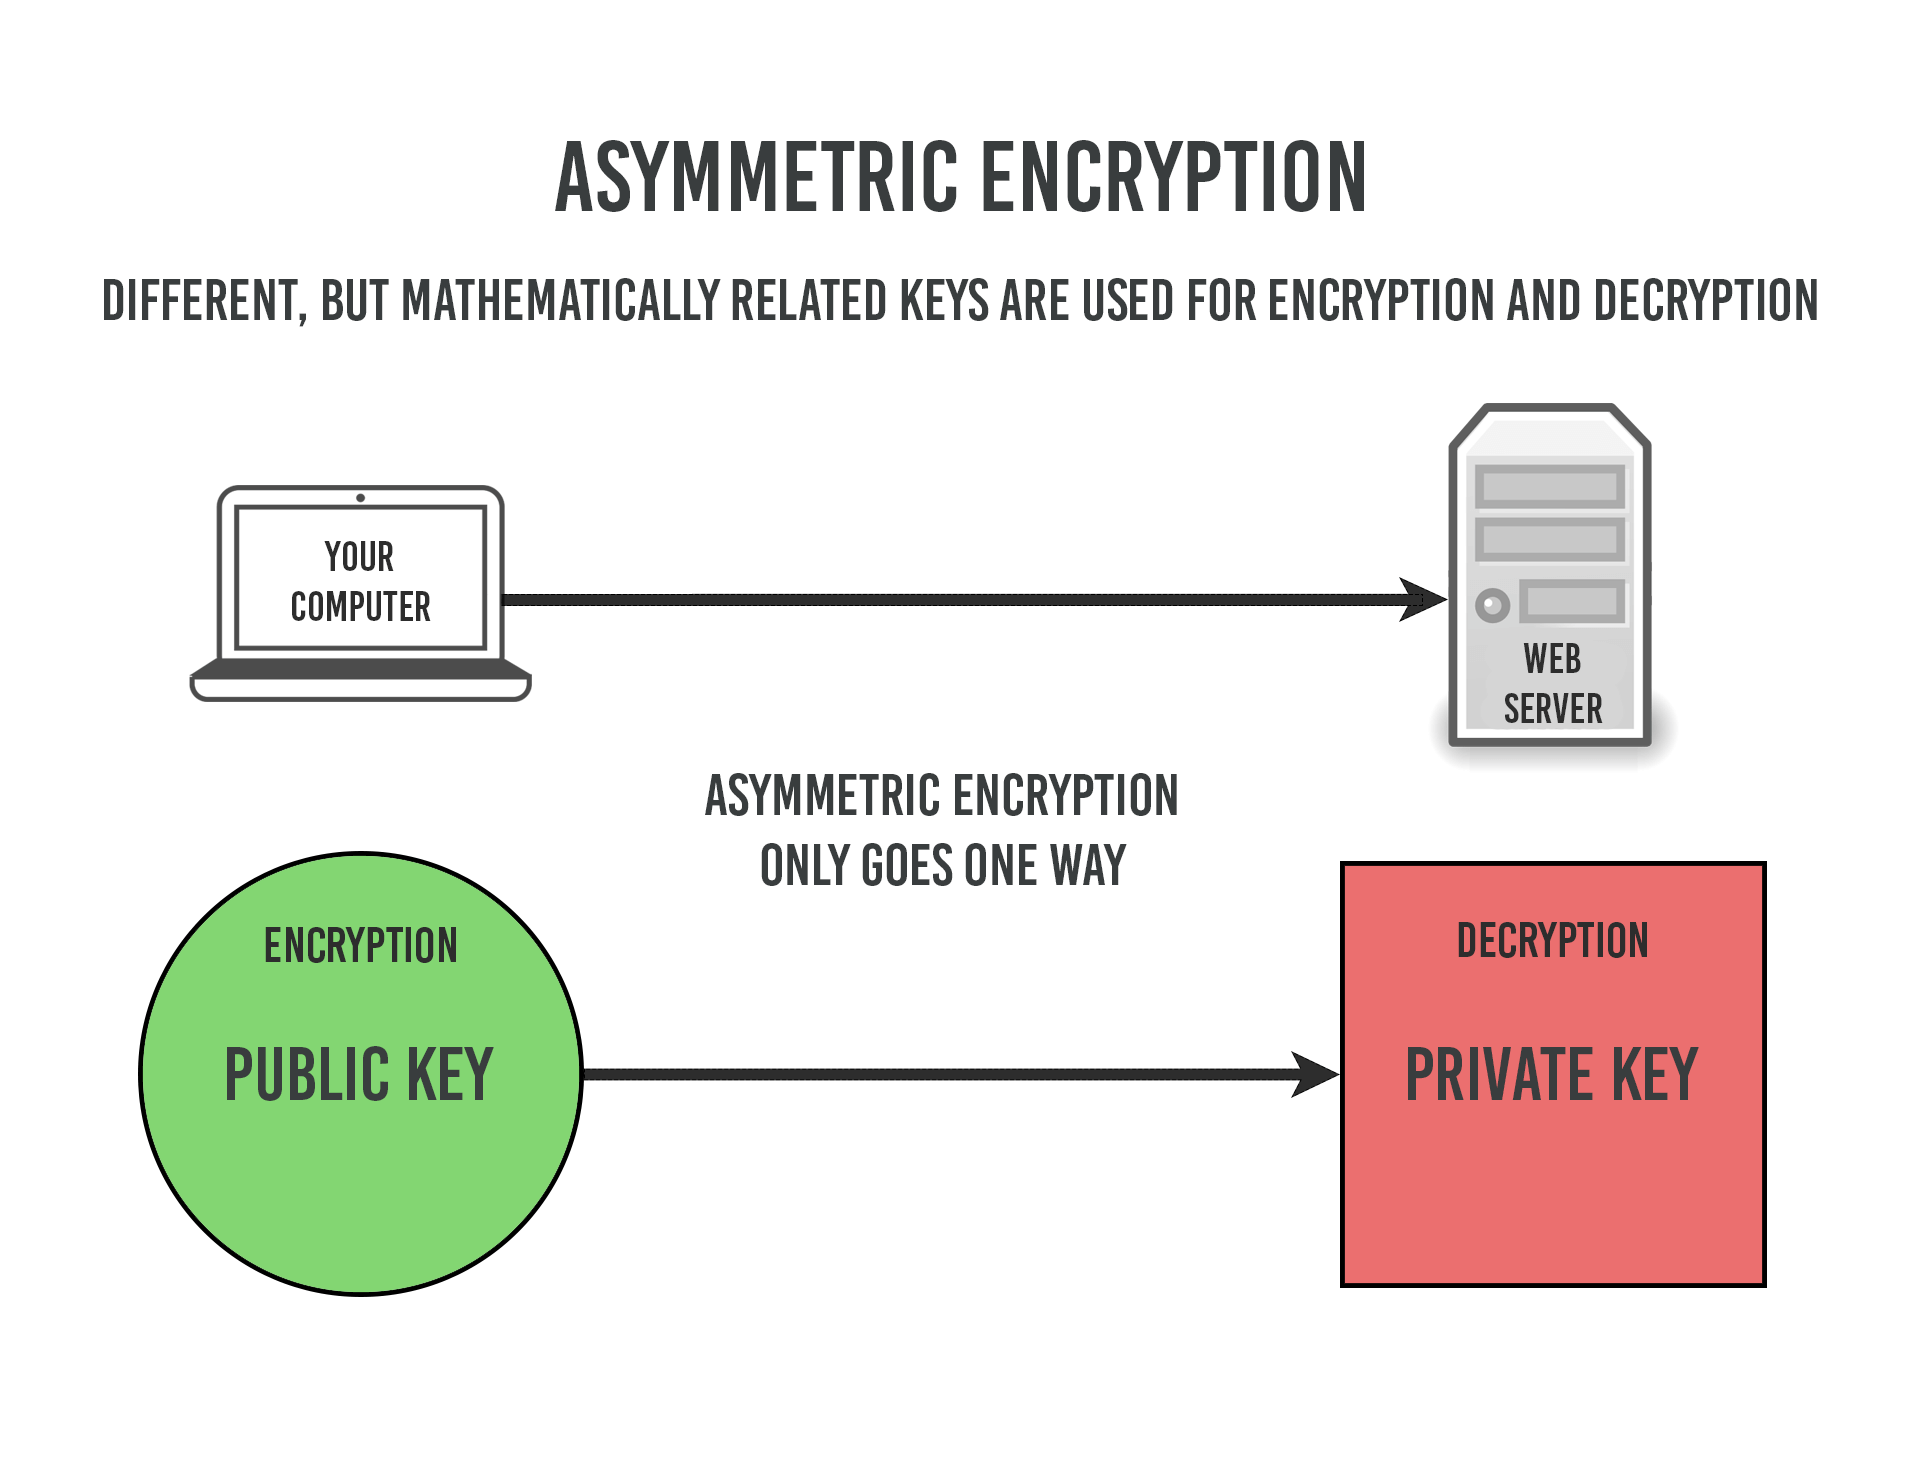 ASYMMETRIC ENCRYPTION
DIFFERENT, BUT MATHEMATICALLY RELATED KEYS ARE USED FOR ENCRYPTION AND DECRYPTION
YOUR
COMPUTER
WEB
SERVER
ASYMMETRIC ENCRYPTION
ONLY GOES ONE WAY
ENCRYPTION
PUBLIC KEY
DECRYPTION
PRIVATE KEY